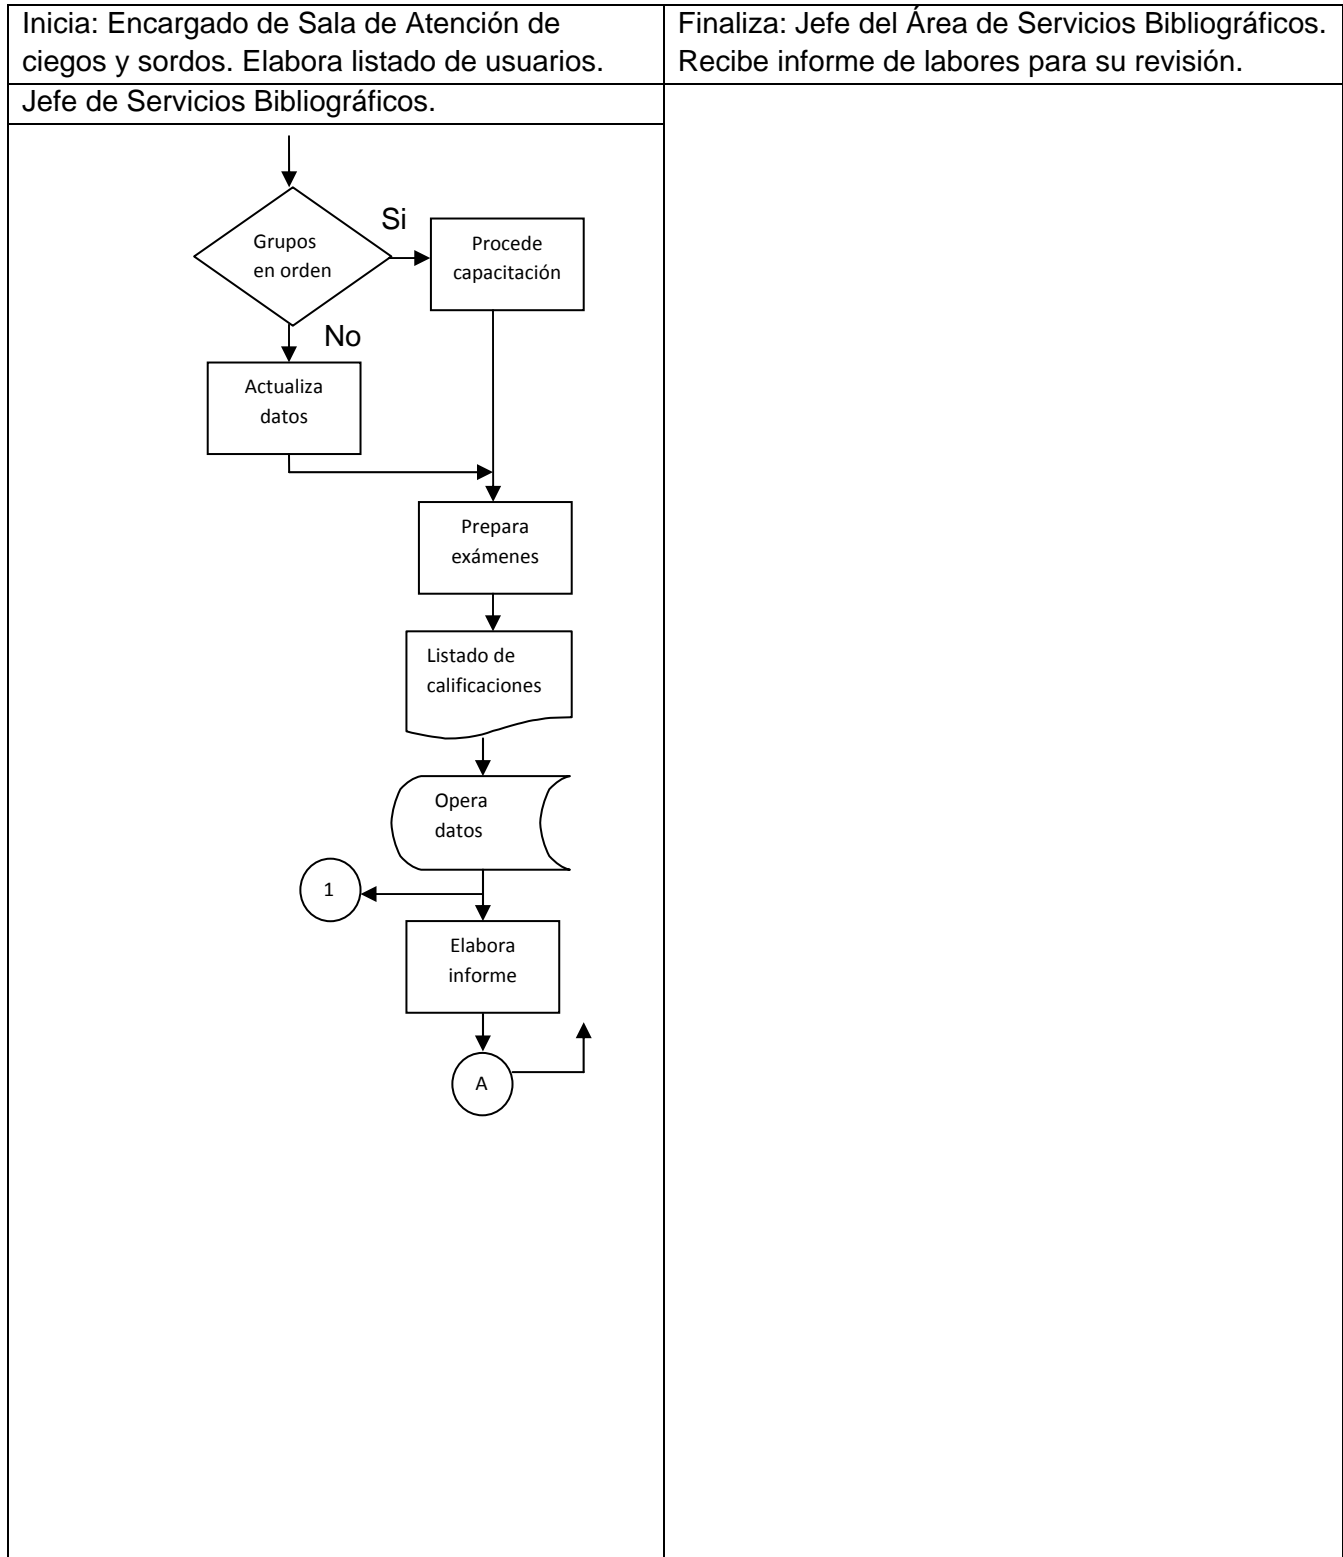 Inicia: Encargado de Sala de Atención de
ciegos y sordos. Elabora listado de usuarios.
Finaliza: Jefe del Área de Servicios Bibliográficos.
Recibe informe de labores para su revisión.
Jefe de Servicios Bibliográficos.
Grupos
en orden
Si
Procede
capacitación
No
Actualiza
datos
Prepara
exámenes
Listado de
calificaciones
Opera
datos
1
Elabora
informe
A